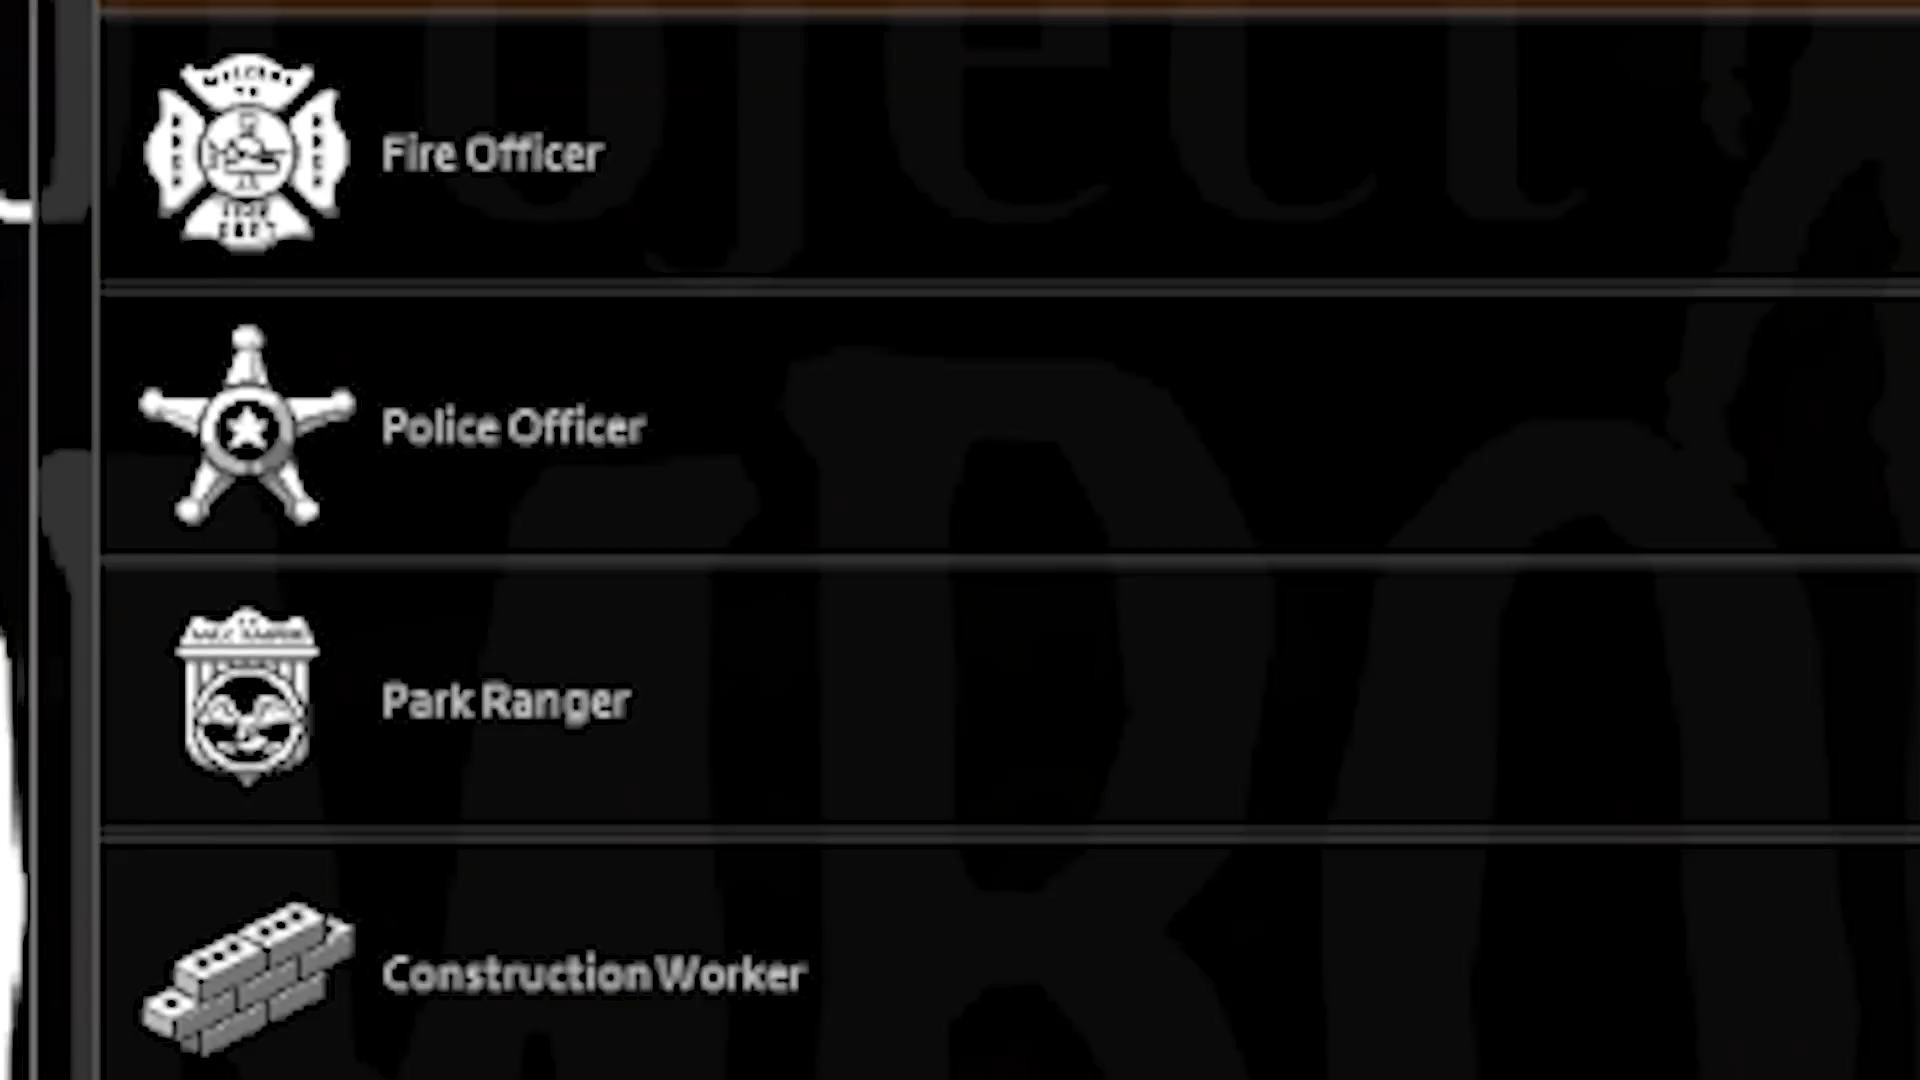 Fire Officer
Police Officer
Park Ranger
Construction Worker